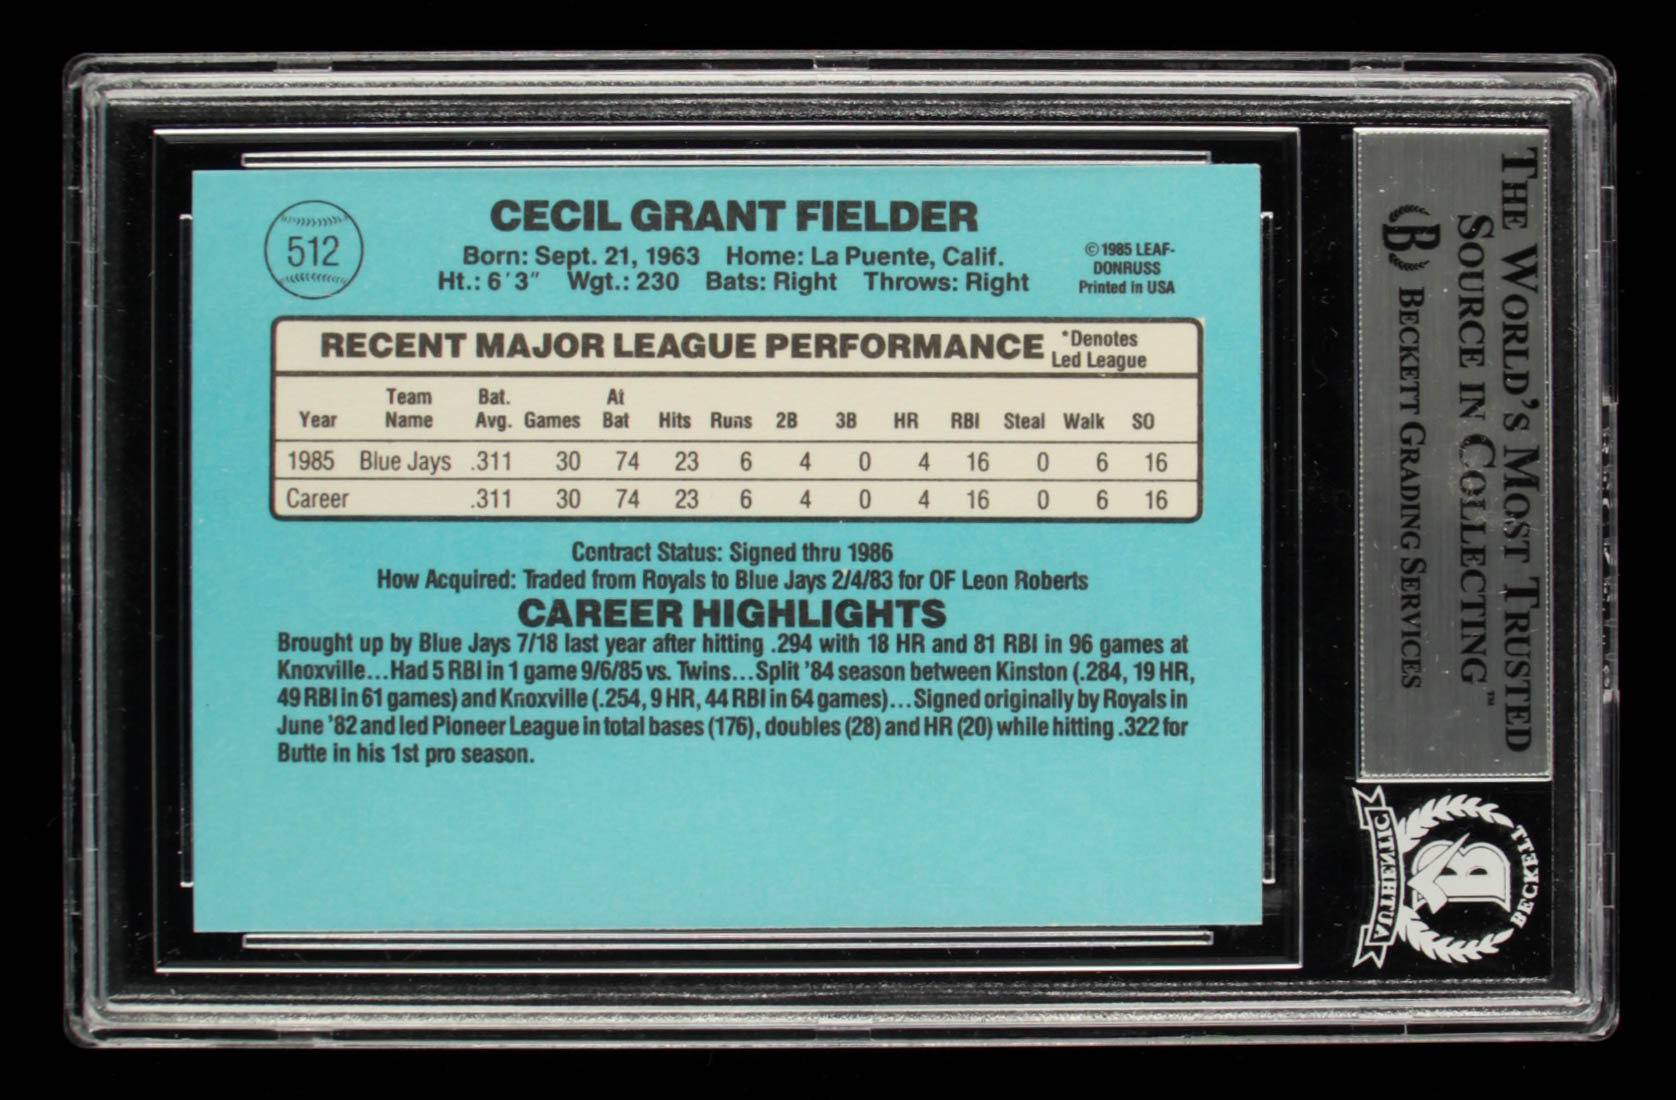 512
CECIL GRANT FIELDER
Born: Sept. 21, 1963 Home: La Puente, Calif.
Ht.: 6'3" Wgt.: 230 Bats: Right Throws: Right
© 1985 LEAF-
DONRUSS
Printed in USA
RECENT MAJOR LEAGUE PERFORMANCE
*Denotes
Led League
Year Team Name Bat. Avg. Games At Bat Hits Runs 2B 3B HR RBI Steal Walk SO
1985 Blue Jays .311 30 74 23 6 4 0 4 16 0 6 16
Career .311 30 74 23 6 4 0 4 16 0 6 16
Contract Status: Signed thru 1986
How Acquired: Traded from Royals to Blue Jays 2/4/83 for OF Leon Roberts
CAREER HIGHLIGHTS
Brought up by Blue Jays 7/18 last year after hitting .294 with 18 HR and 81 RBI in 96 games at
Knoxville...Had 5 RBI in 1 game 9/6/85 vs. Twins...Split '84 season between Kinston (.284, 19 HR,
49 RBI in 61 games) and Knoxville (.254, 9 HR, 44 RBI in 64 games)...Signed originally by Royals in
June '82 and led Pioneer League in total bases (176), doubles (28) and HR (20) while hitting .322 for
Butte in his 1st pro season.
THE WORLD'S MOST TRUSTED
SOURCE IN COLLECTING™
B BECKETT GRADING SERVICES
BECKETT
B
AUTHENTIC